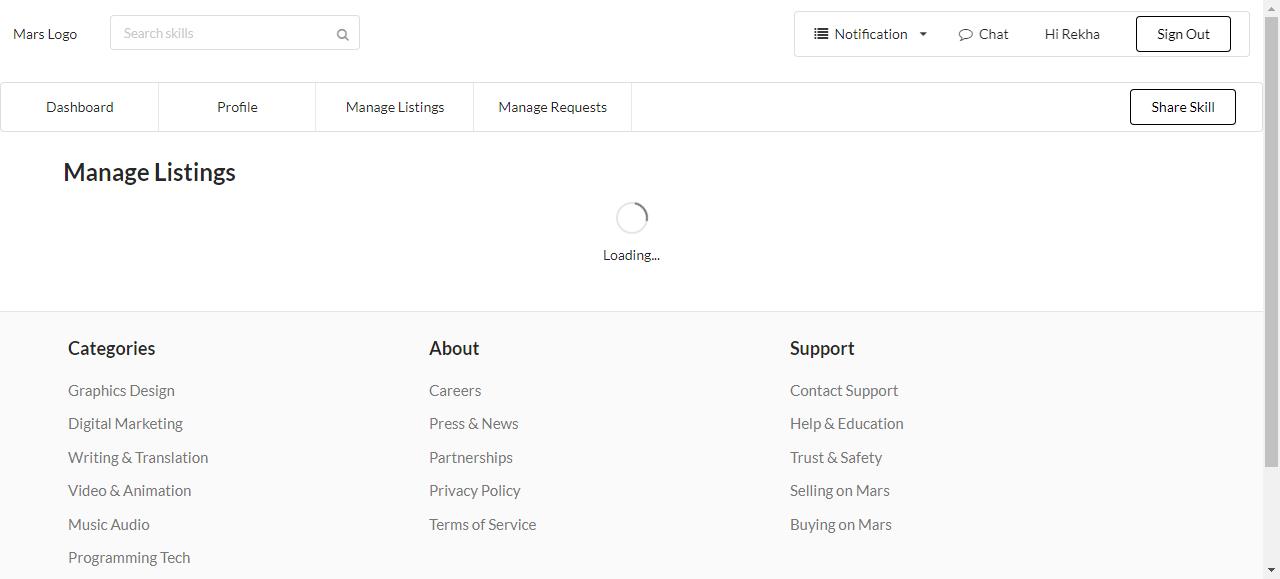 Mars Logo
Search skills
Notification
Chat
Hi Rekha
Sign Out
Dashboard
Profile
Manage Listings
Manage Requests
Share Skill
Manage Listings
Loading...
Categories
Graphics Design
Digital Marketing
Writing & Translation
Video & Animation
Music Audio
Programming Tech
About
Careers
Press & News
Partnerships
Privacy Policy
Terms of Service
Support
Contact Support
Help & Education
Trust & Safety
Selling on Mars
Buying on Mars